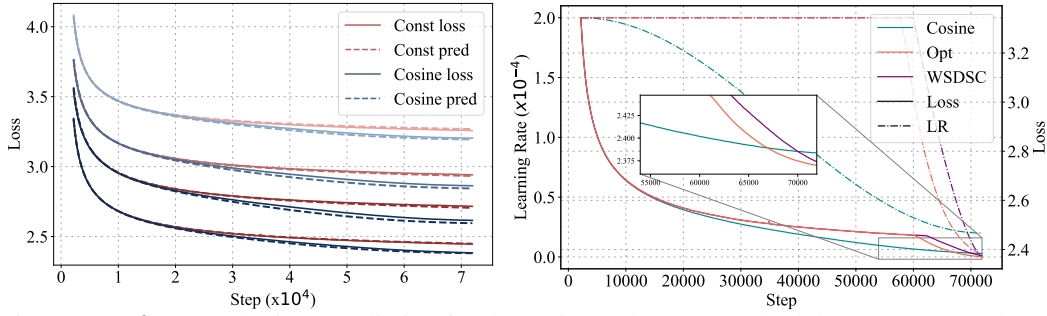 4.0
3.5
3.0
2.5
0
1
2
3
4
5
6
7
Loss
Step (x10⁴)
Const loss
Const pred
Cosine loss
Cosine pred
2.0
1.5
1.0
0.5
0.0
Learning Rate (x10⁻⁴)
0
10000
20000
30000
40000
50000
60000
70000
Step
3.2
3.0
2.8
2.6
2.4
Loss
Cosine
Opt
WSDSC
Loss
LR
2.425
2.400
2.375
55000
60000
65000
70000